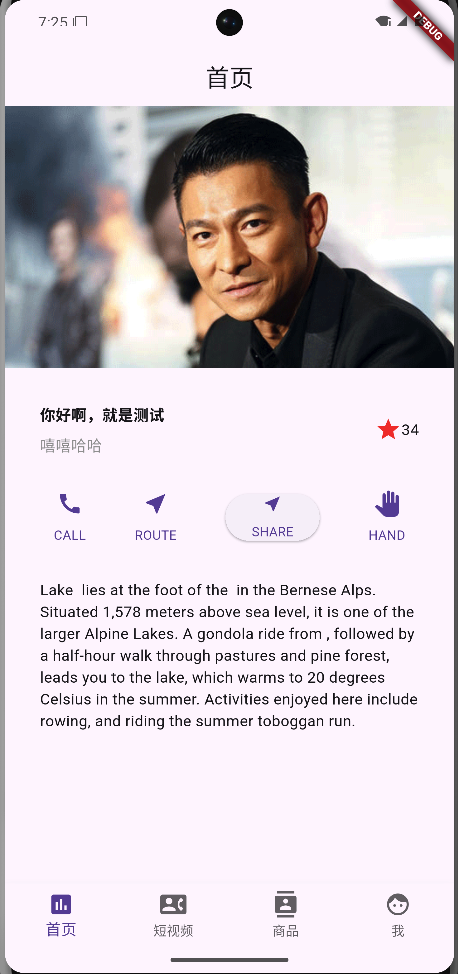 7:25
DEBUG
首页
你好啊，就是测试
嘻嘻哈哈
34
CALL ROUTE SHARE HAND
Lake  lies at the foot of the  in the Bernese Alps.
Situated 1,578 meters above sea level, it is one of the
larger Alpine Lakes. A gondola ride from , followed by
a half-hour walk through pastures and pine forest,
leads you to the lake, which warms to 20 degrees
Celsius in the summer. Activities enjoyed here include
rowing, and riding the summer toboggan run.
首页 短视频 商品 我